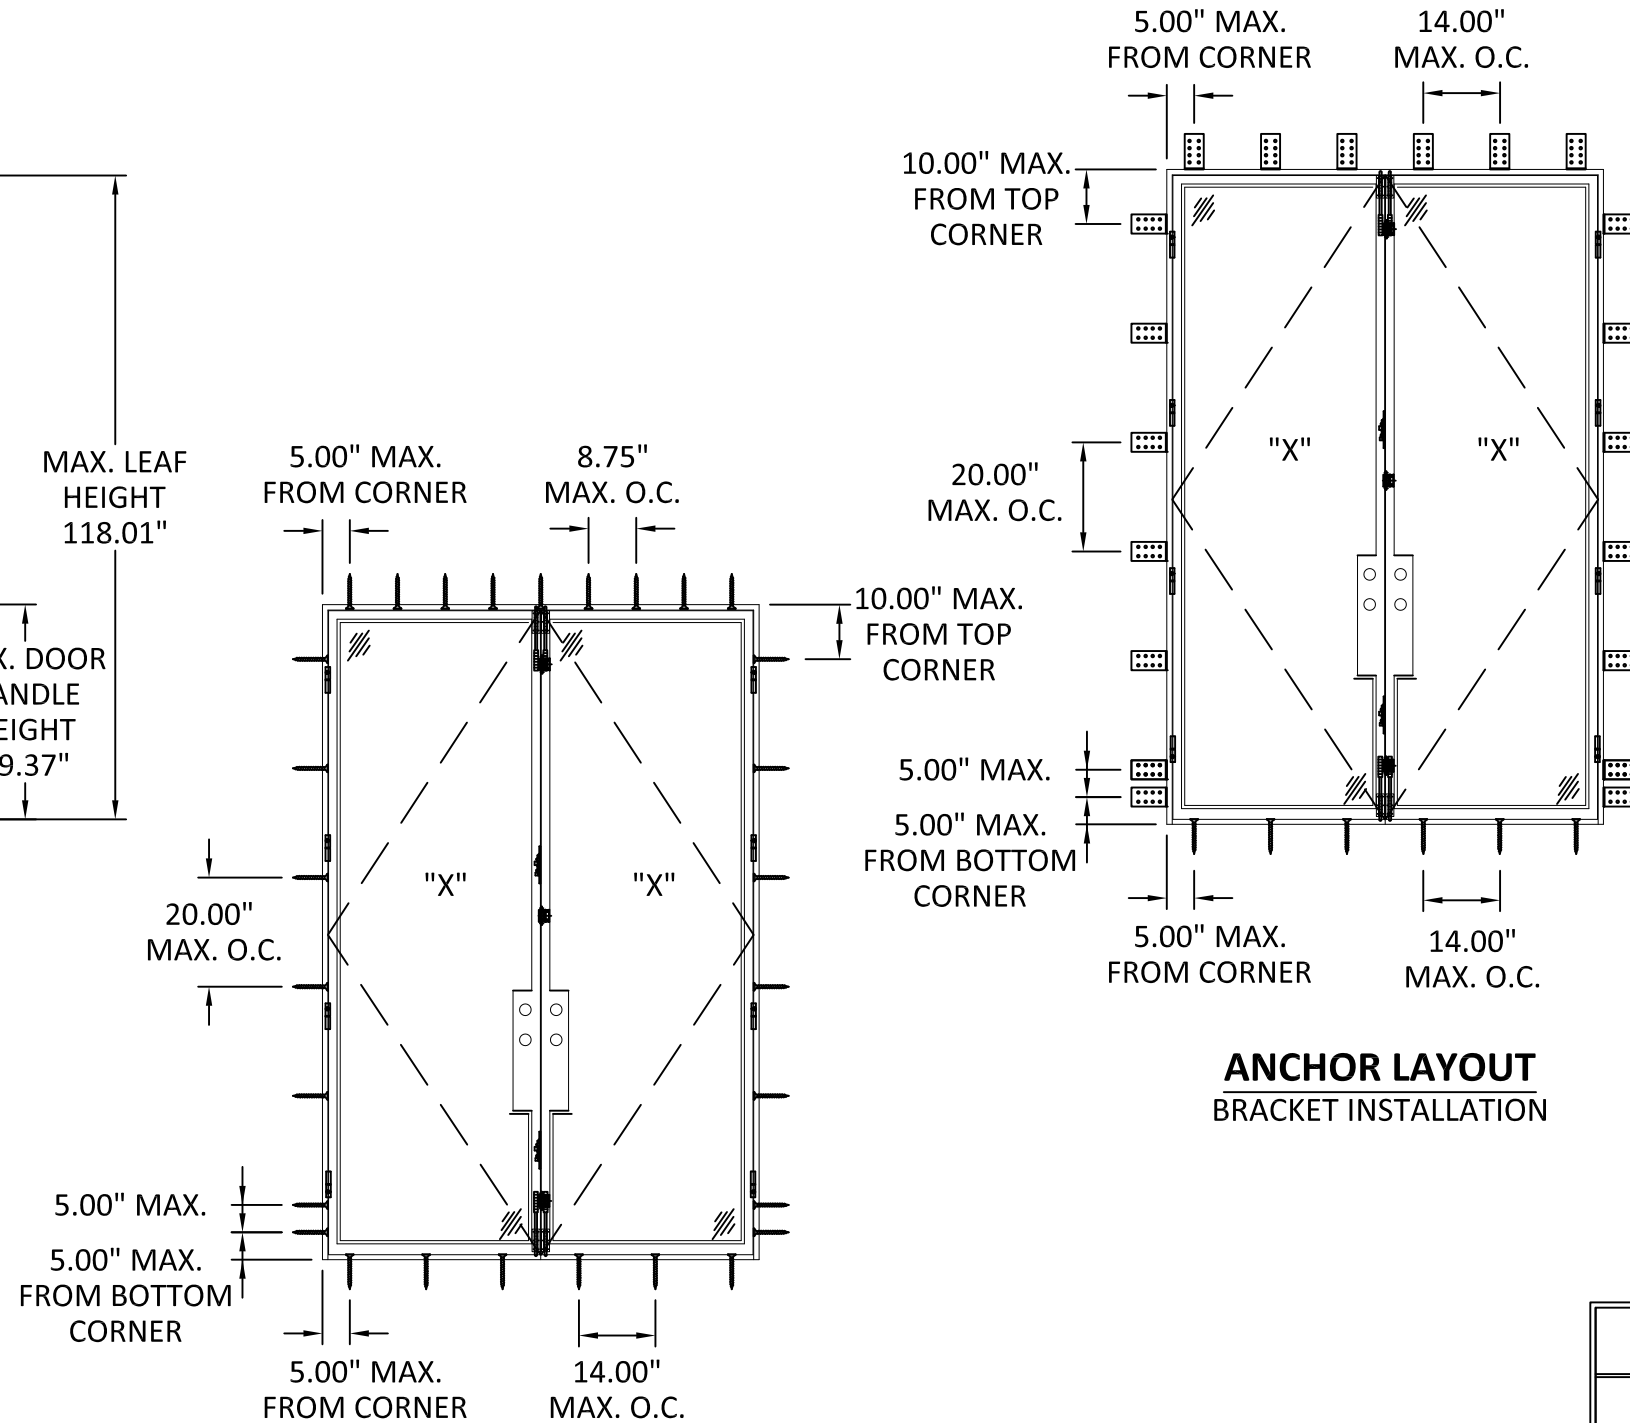 MAX. LEAF
HEIGHT
118.01"
5.00" MAX.
FROM CORNER
8.75"
MAX. O.C.
10.00" MAX.
FROM TOP
CORNER
DOOR
"X"
"X"
20.00"
MAX. O.C.
5.00" MAX.
5.00" MAX.
FROM BOTTOM
CORNER
5.00" MAX.
FROM CORNER
14.00"
MAX. O.C.
5.00" MAX.
FROM CORNER
14.00"
MAX. O.C.
10.00" MAX.
FROM TOP
CORNER
"X"
"X"
20.00"
MAX. O.C.
5.00" MAX.
5.00" MAX.
FROM BOTTOM
CORNER
5.00" MAX.
FROM CORNER
14.00"
MAX. O.C.
ANCHOR LAYOUT
BRACKET INSTALLATION